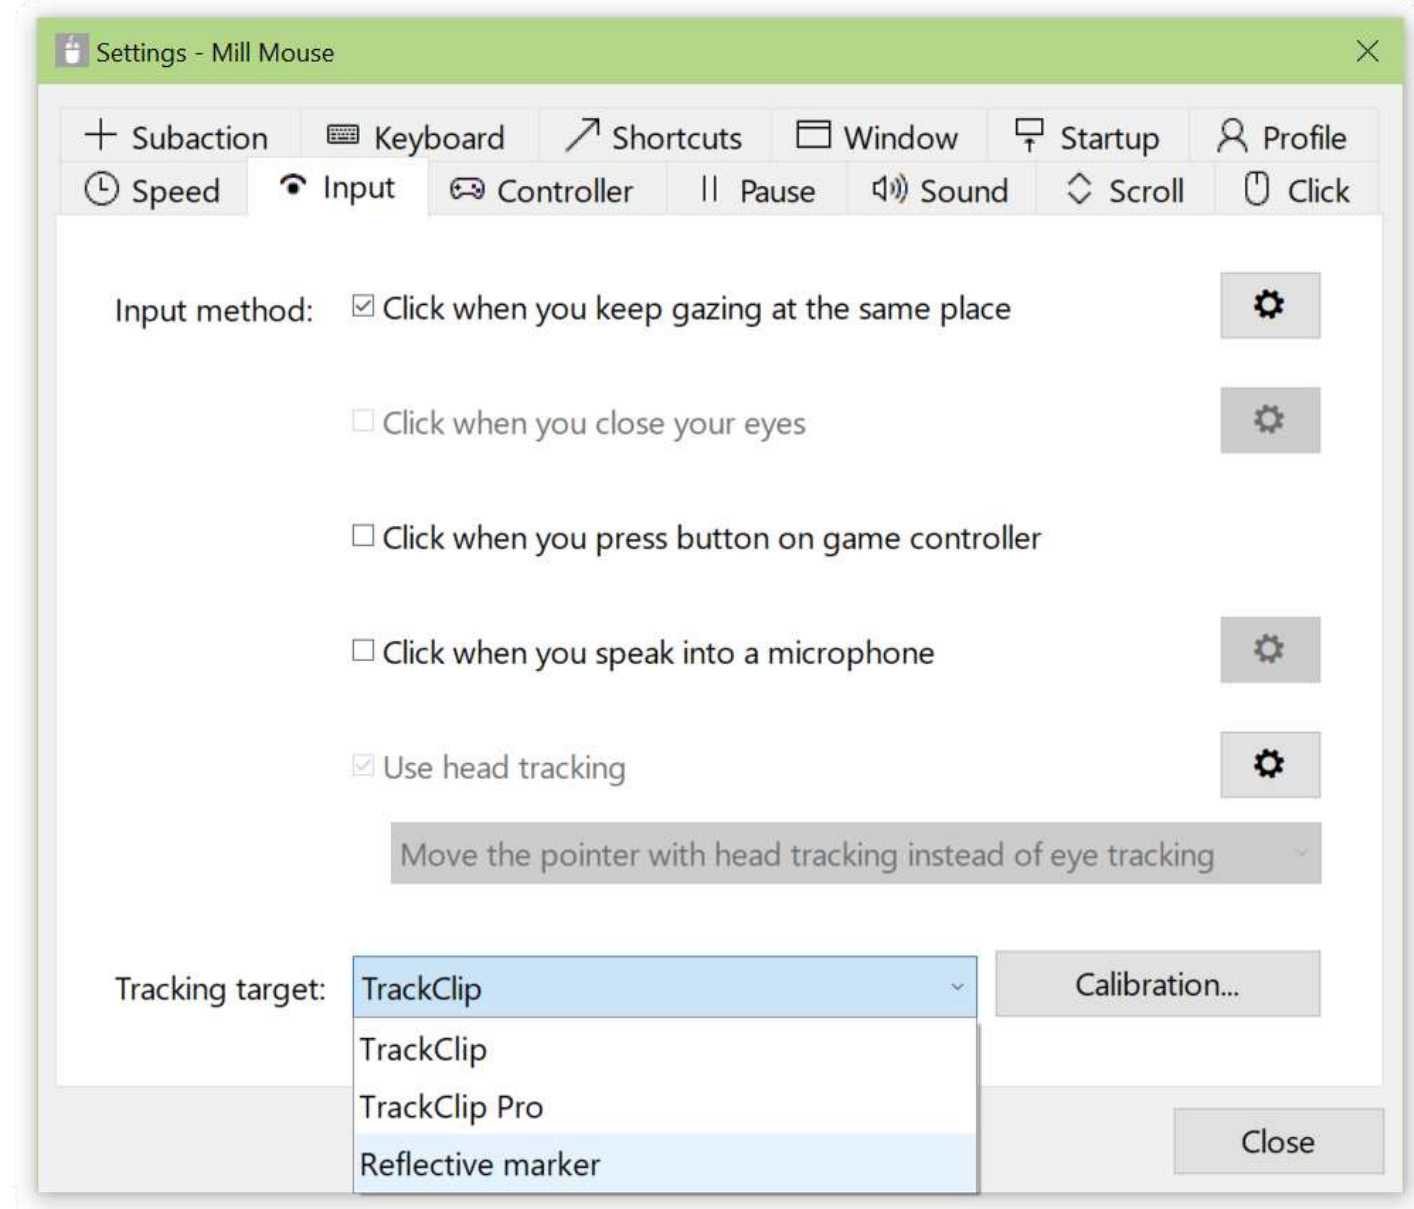 Settings - Mill Mouse
Subaction Keyboard Shortcuts Window Startup Profile
Speed Input Controller Pause Sound Scroll Click
Input method: Click when you keep gazing at the same place
Click when you close your eyes
Click when you press button on game controller
Click when you speak into a microphone
Use head tracking
Move the pointer with head tracking instead of eye tracking
Tracking target: TrackClip Calibration...
TrackClip
TrackClip Pro
Reflective marker
Close